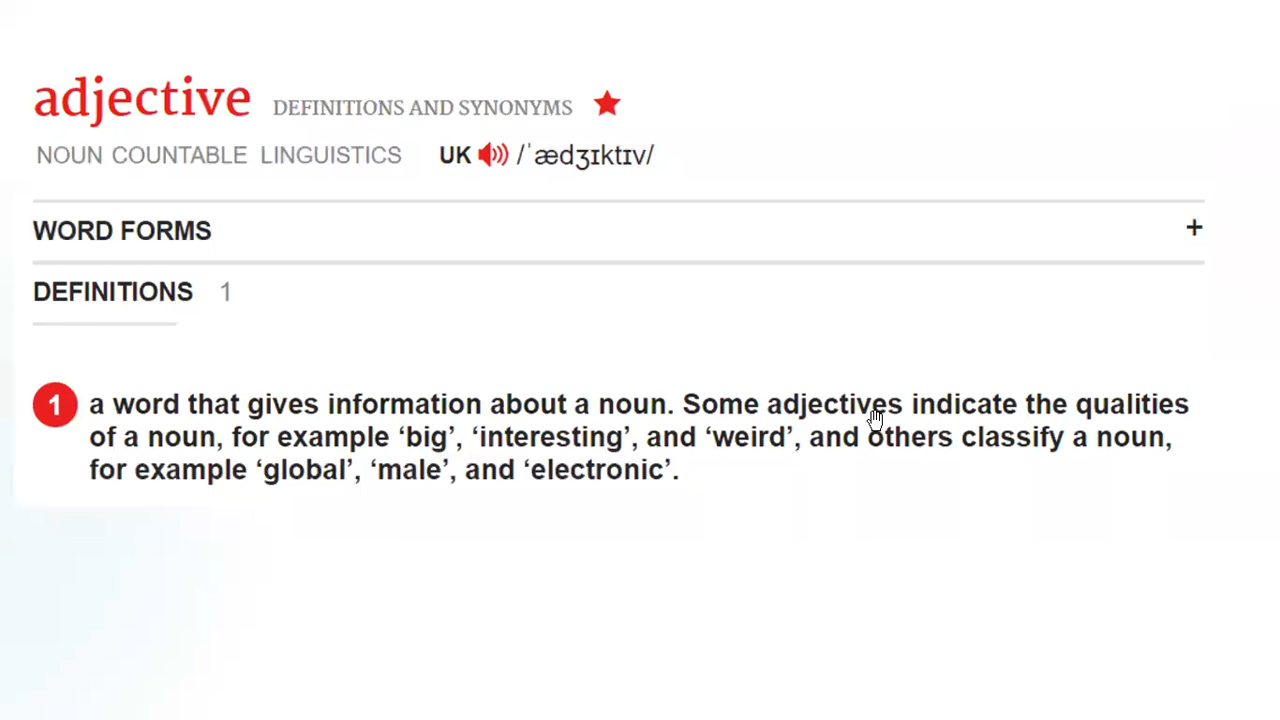 adjective DEFINITIONS AND SYNONYMS
NOUN COUNTABLE LINGUISTICS UK /ˈædʒɪktɪv/
WORD FORMS +
DEFINITIONS 1
1 a word that gives information about a noun. Some adjectives indicate the qualities
of a noun, for example ‘big’, ‘interesting’, and ‘weird’, and others classify a noun,
for example ‘global’, ‘male’, and ‘electronic’.